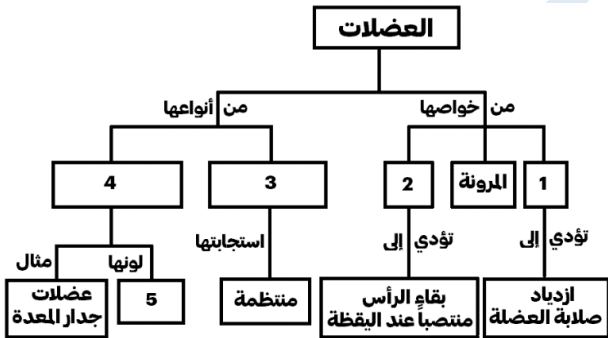 العضلات
من خواصها
من أنواعها
1
المرونة
2
3
4
تؤدي إلى
تؤدي إلى
استجابتها
لونها
مثال
ازدياد
صلابة العضلة
بقاء الرأس
منتصباً عند اليقظة
منتظمة
5
عضلات
جدار المعدة